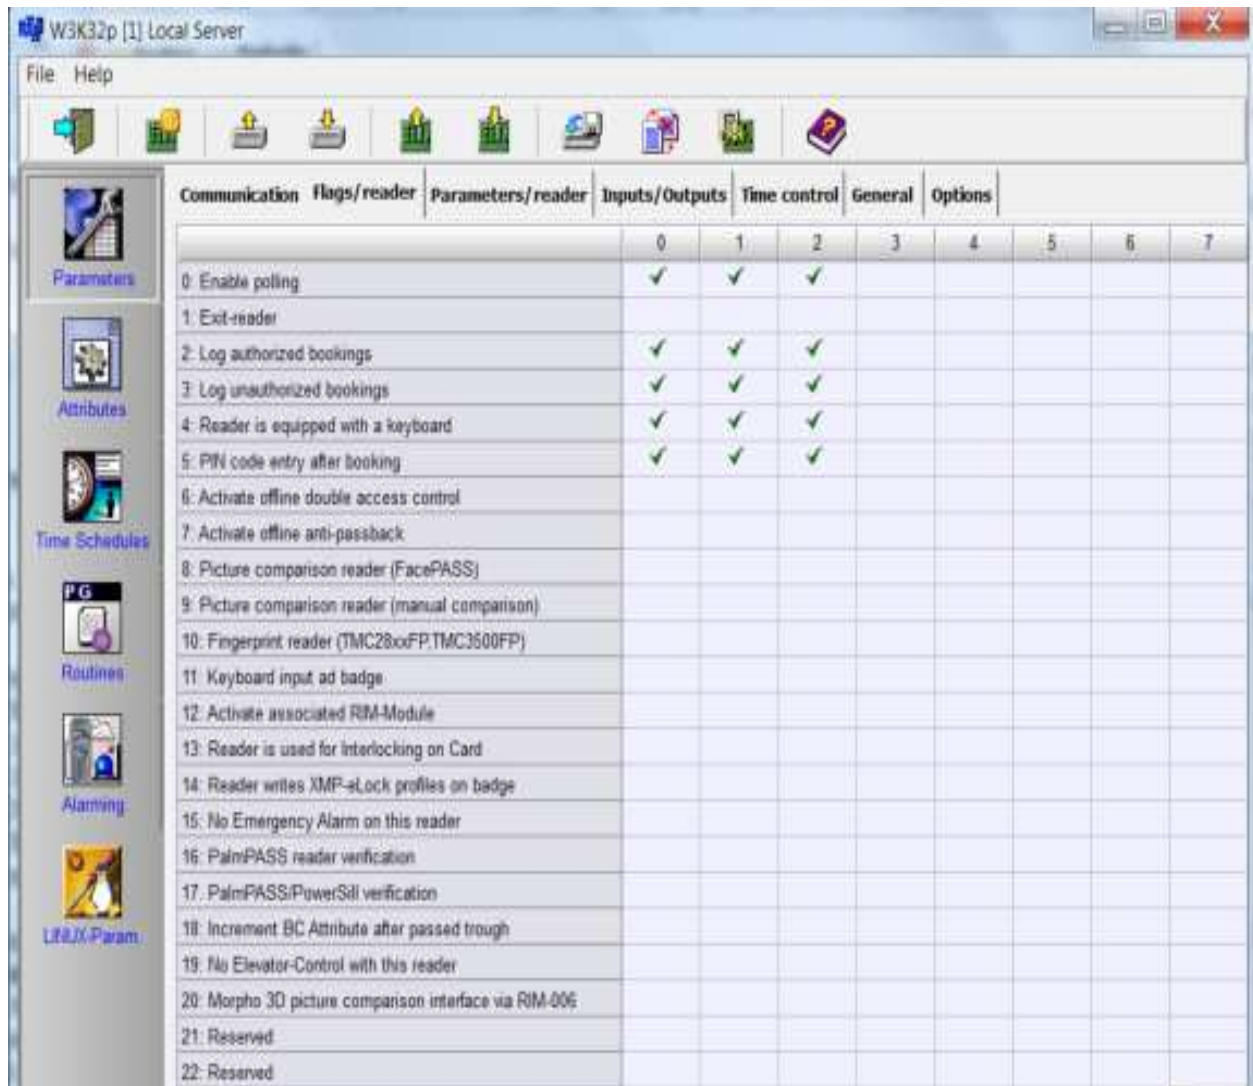 W3K32p [1] Local Server
File Help
Communication Flags/reader Parameters/reader Inputs/Outputs Time control General Options
0 1 2 3 4 5 6 7
Parameters
0: Enable polling
1: Exit-reader
2: Log authorized bookings
3: Log unauthorized bookings
Attributes
4: Reader is equipped with a keyboard
5: PIN code entry after booking
6: Activate offline double access control
7: Activate offline anti-passback
Time Schedules
8: Picture comparison reader (FacePASS)
PG
9: Picture comparison reader (manual comparison)
10: Fingerprint reader (TMC28xxFP,TMC3500FP)
Routines
11: Keyboard input ad badge
12: Activate associated RIM-Module
13: Reader is used for Interlocking on Card
14: Reader writes XMP-eLock profiles on badge
Alarming
15: No Emergency Alarm on this reader
16: PalmPASS reader verification
17: PalmPASS/PowerSill verification
18: Increment BC Attribute after passed trough
LINUX-Param.
19: No Elevator-Control with this reader
20: Morpho 3D picture comparison interface via RIM-006
21: Reserved
22: Reserved